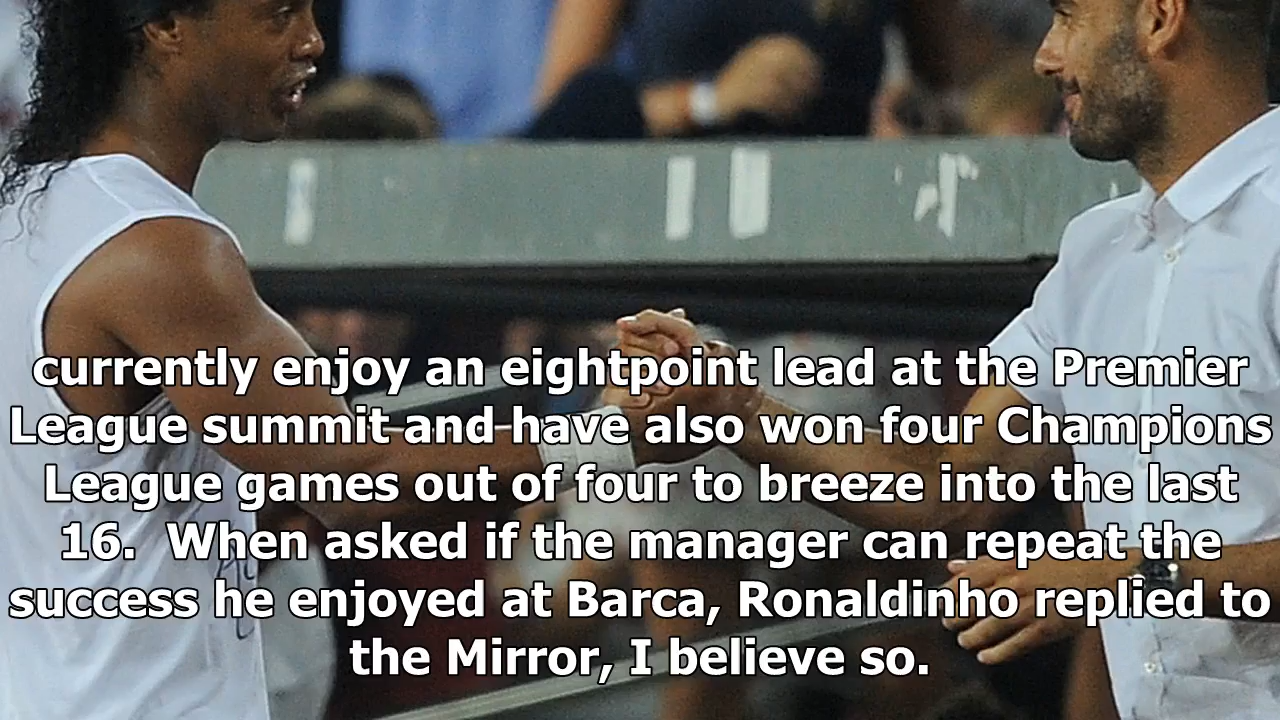 currently enjoy an eightpoint lead at the Premier
League summit and have also won four Champions
League games out of four to breeze into the last
16.  When asked if the manager can repeat the
success he enjoyed at Barca, Ronaldinho replied to
the Mirror, I believe so.